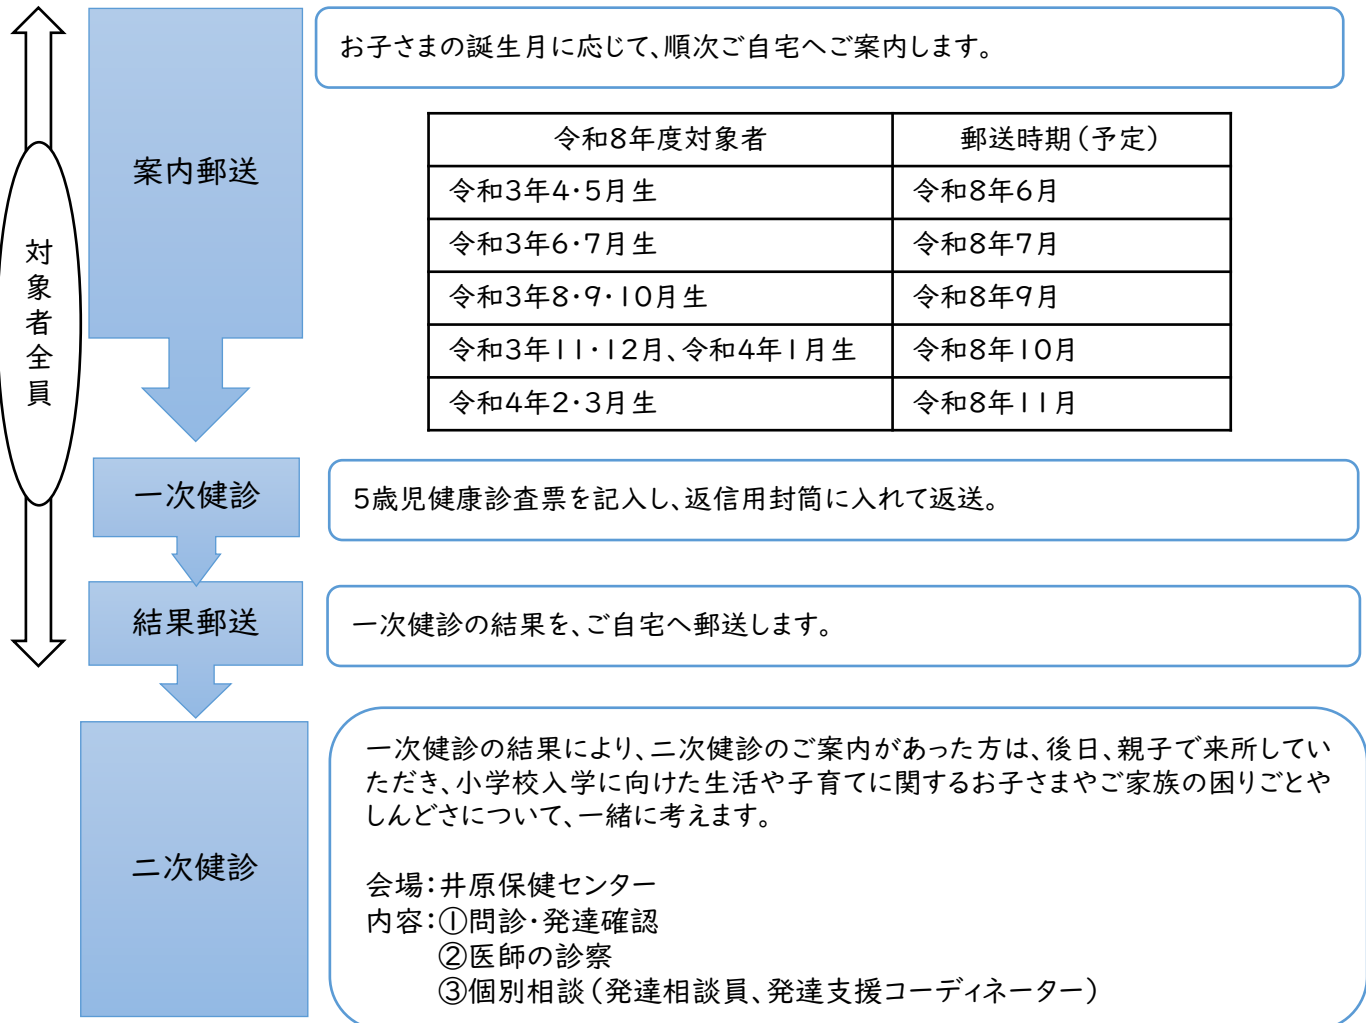 対象者全員
案内郵送
お子さまの誕生月に応じて、順次ご自宅へご案内します。
令和8年度対象者 郵送時期（予定）
令和3年4・5月生 令和8年6月
令和3年6・7月生 令和8年7月
令和3年8・9・10月生 令和8年9月
令和3年11・12月、令和4年1月生 令和8年10月
令和4年2・3月生 令和8年11月
一次健診
5歳児健康診査票を記入し、返信用封筒に入れて返送。
結果郵送
一次健診の結果を、ご自宅へ郵送します。
二次健診
一次健診の結果により、二次健診のご案内があった方は、後日、親子で来所してい
ただき、小学校入学に向けた生活や子育てに関するお子さまやご家族の困りごとや
しんどさについて、一緒に考えます。
会場：井原保健センター
内容：①問診・発達確認
②医師の診察
③個別相談（発達相談員、発達支援コーディネーター）